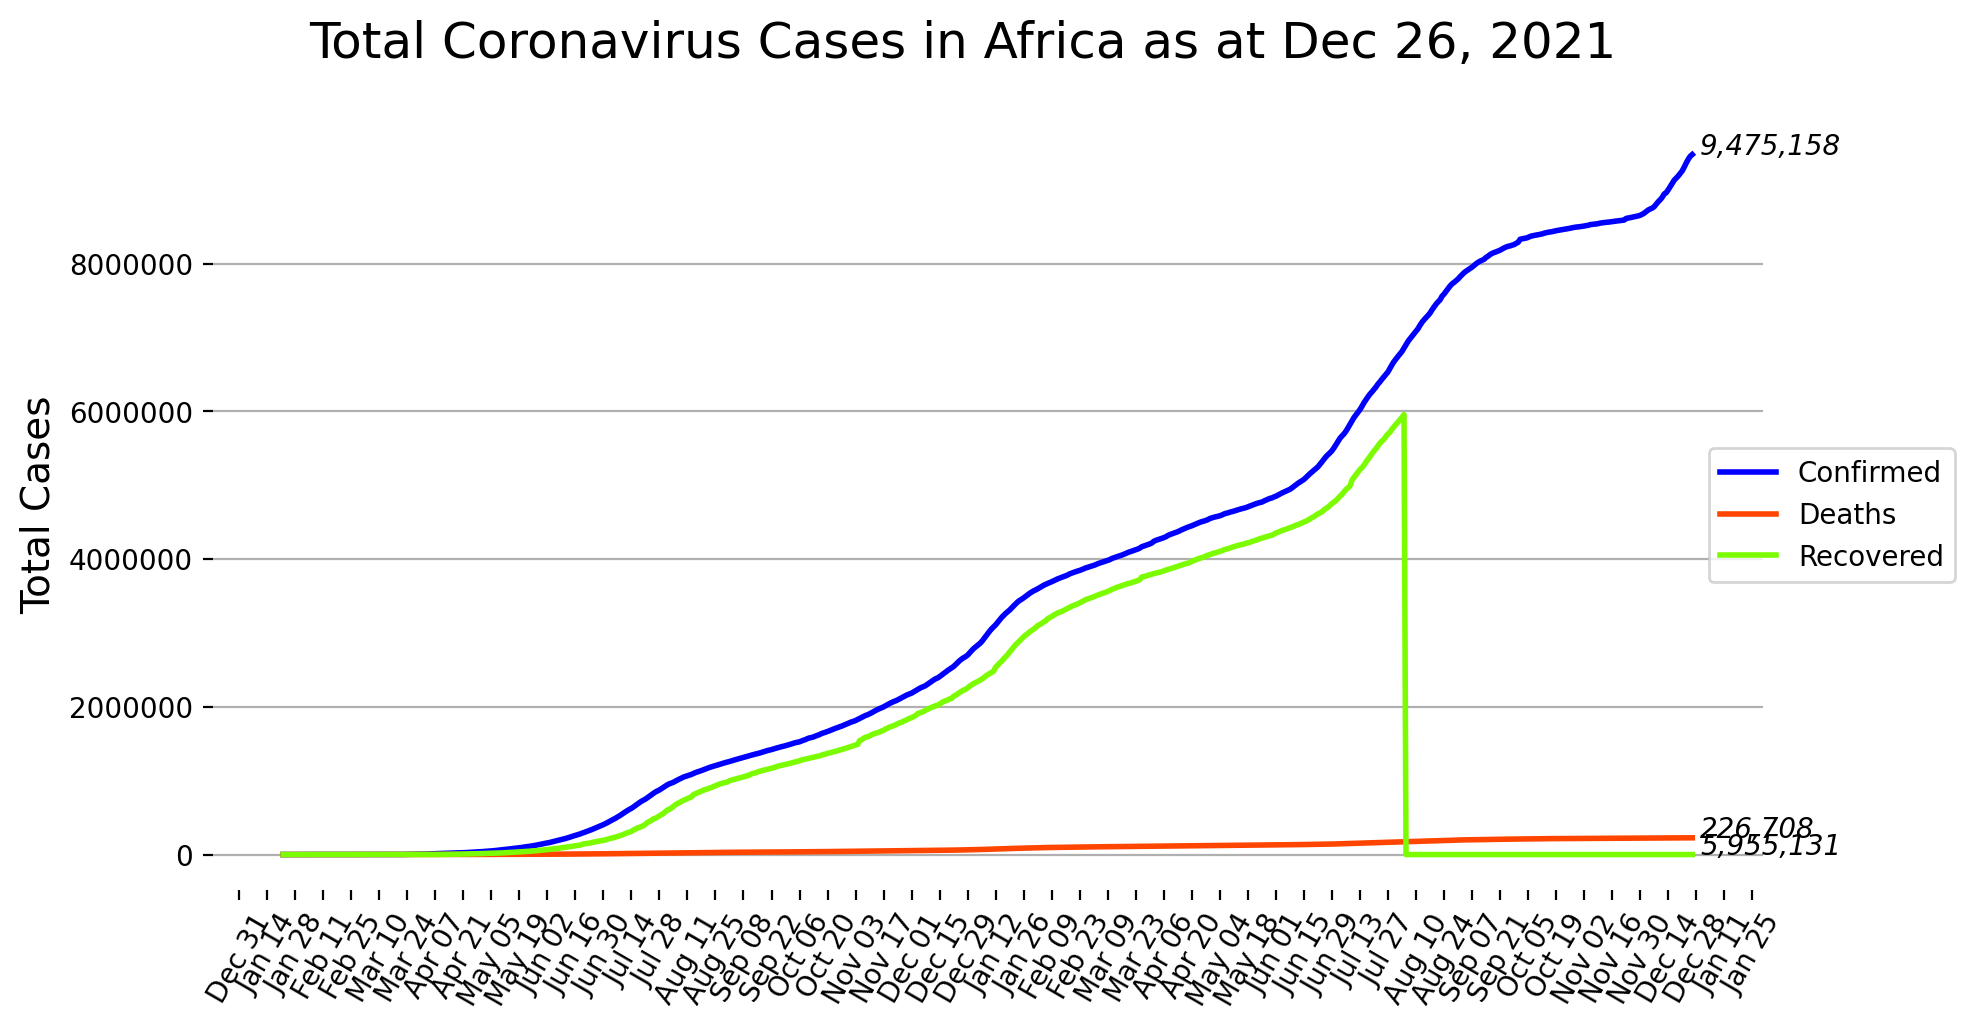 Total Coronavirus Cases in Africa as at Dec 26, 2021
9,475,158
8000000
6000000
4000000
2000000
0
Total Cases
Confirmed
Deaths
Recovered
226,708
5,955,131
Dec 31
Jan 14
Jan 28
Feb 11
Feb 25
Mar 10
Mar 24
Apr 07
Apr 21
May 05
May 19
Jun 02
Jun 16
Jun 30
Jul 14
Jul 28
Aug 11
Aug 25
Sep 08
Sep 22
Oct 06
Oct 20
Nov 03
Nov 17
Dec 01
Dec 15
Dec 29
Jan 12
Jan 26
Feb 09
Feb 23
Mar 09
Mar 23
Apr 06
Apr 20
May 04
May 18
Jun 01
Jun 15
Jun 29
Jul 13
Jul 27
Aug 10
Aug 24
Sep 07
Sep 21
Oct 05
Oct 19
Nov 02
Nov 16
Nov 30
Dec 14
Dec 28
Jan 11
Jan 25